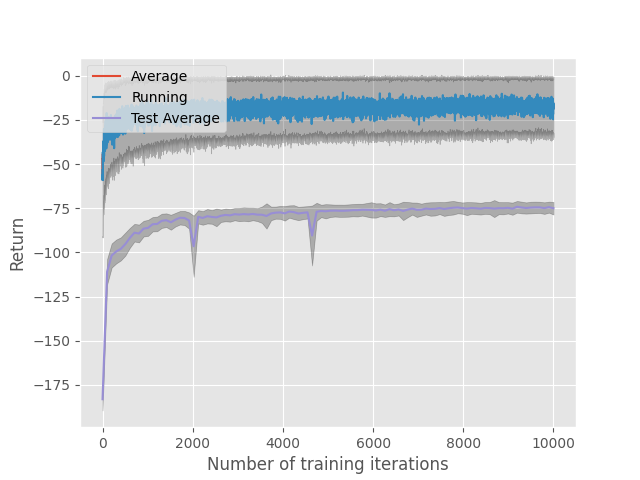 Average
Running
Test Average
0
−25
−50
−75
−100
−125
−150
−175
Return
0
2000
4000
6000
8000
10000
Number of training iterations